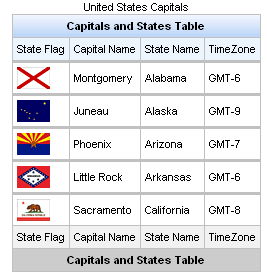 United States Capitals
Capitals and States Table
State Flag Capital Name State Name TimeZone
Montgomery Alabama GMT-6
Juneau Alaska GMT-9
Phoenix Arizona GMT-7
Little Rock Arkansas GMT-6
Sacramento California GMT-8
State Flag Capital Name State Name TimeZone
Capitals and States Table